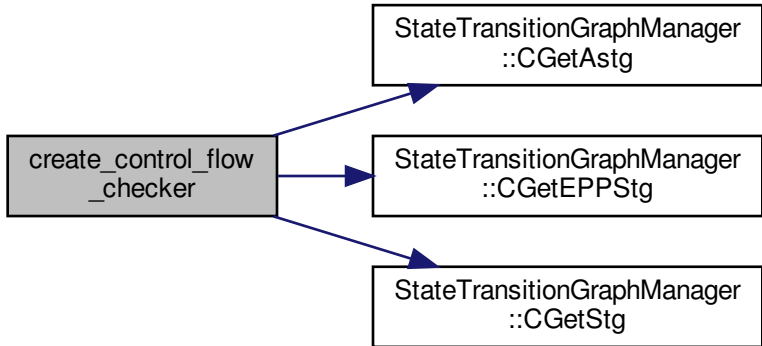 StateTransitionGraphManager
::CGetAstg
create_control_flow
_checker
StateTransitionGraphManager
::CGetEPPStg
StateTransitionGraphManager
::CGetStg